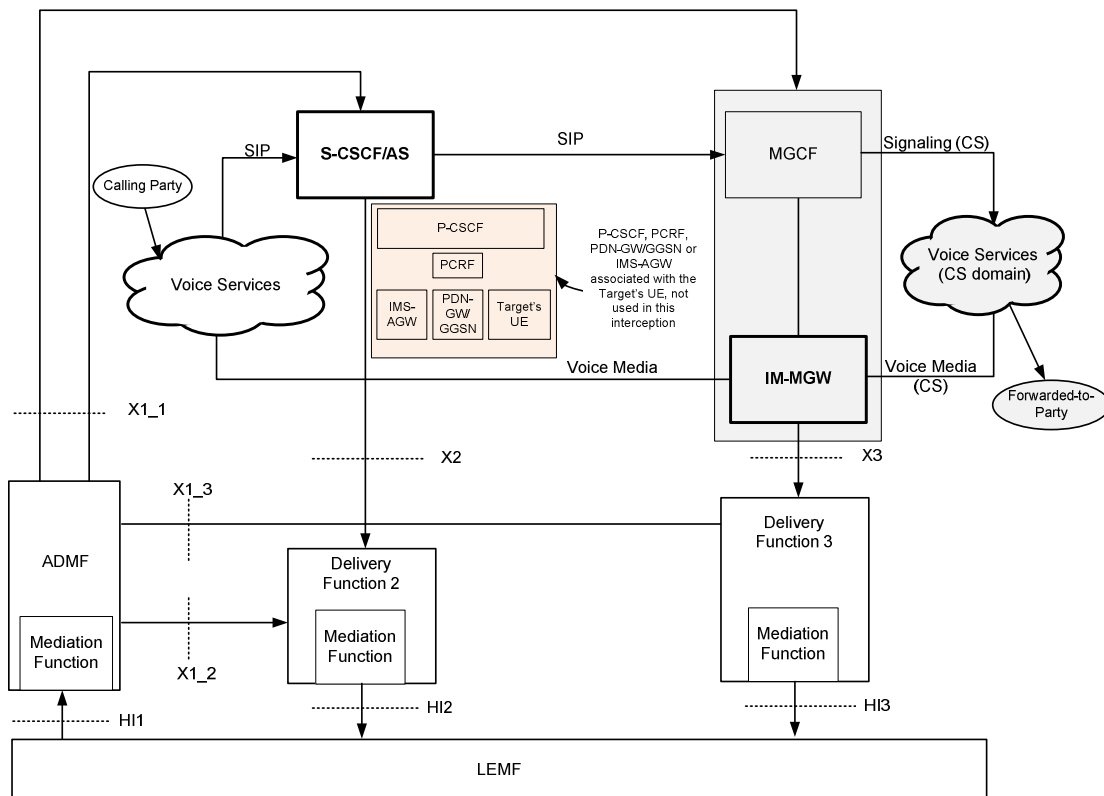 S-CSCF/AS
SIP
SIP
MGCF
Signaling (CS)
Calling Party
P-CSCF
PCRF
IMS-
AGW
PDN-
GW/
GGSN
Target's
UE
P-CSCF, PCRF,
PDN-GW/GGSN or
IMS-AGW
associated with the
Target's UE, not
used in this
interception
Voice Services
Voice Services
(CS domain)
Voice Media
IM-MGW
Voice Media
(CS)
Forwarded-to-
Party
X1_1
X2
X3
X1_3
ADMF
Mediation
Function
Delivery
Function 2
Mediation
Function
Delivery
Function 3
Mediation
Function
X1_2
HI1
HI2
HI3
LEMF